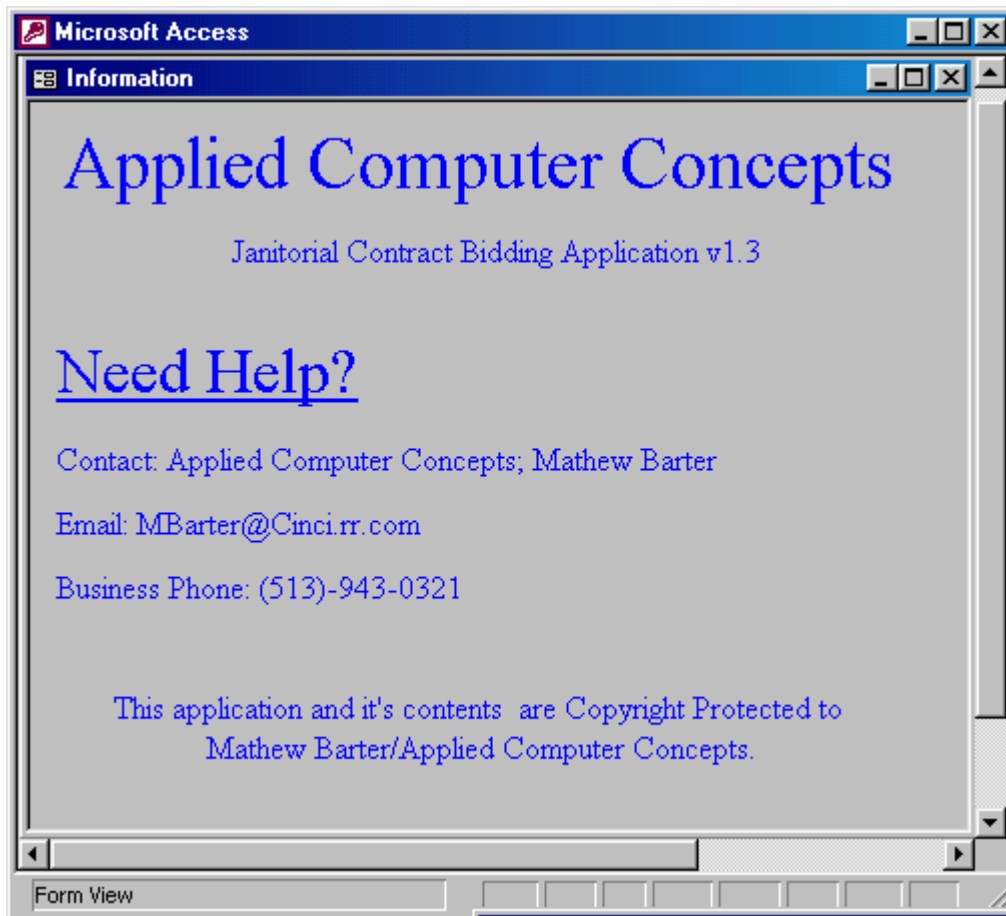 Microsoft Access
Information
Applied Computer Concepts
Janitorial Contract Bidding Application v1.3
Need Help?
Contact: Applied Computer Concepts; Mathew Barter
Email: MBarter@Cinci.rr.com
Business Phone: (513)-943-0321
This application and it's contents  are Copyright Protected to
Mathew Barter/Applied Computer Concepts.
Form View